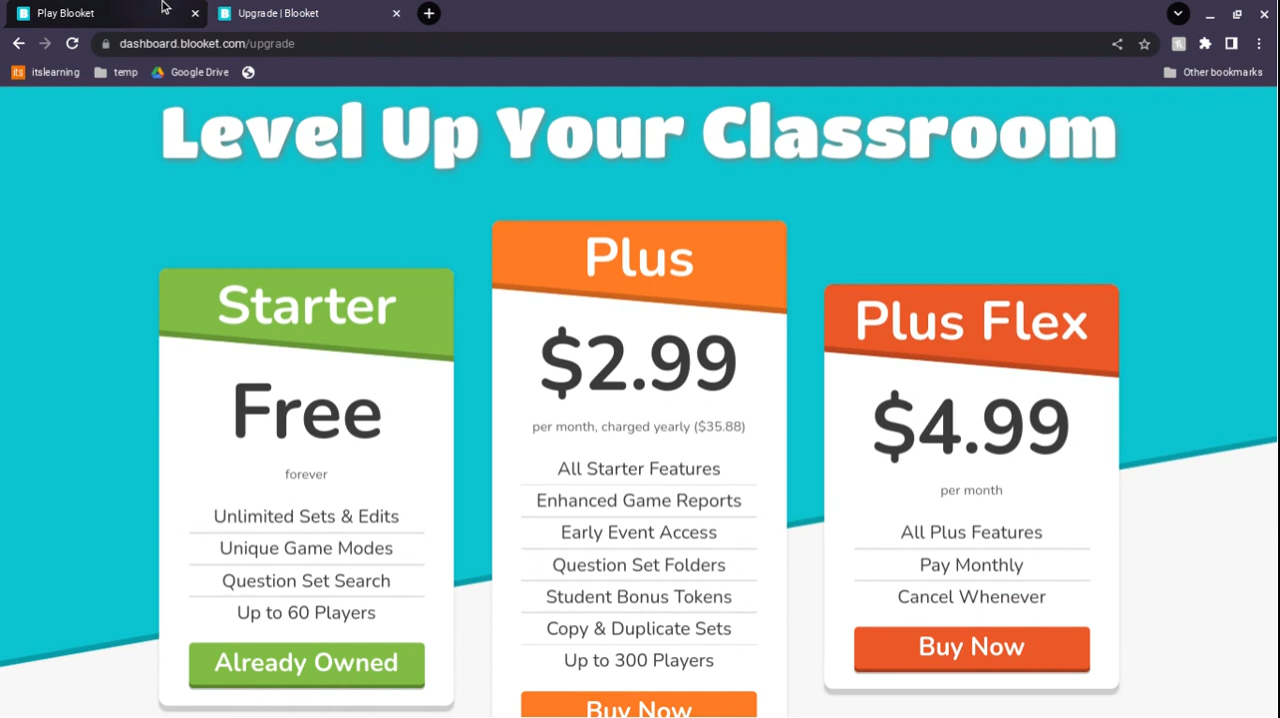 Play Blooket
Upgrade | Blooket
dashboard.blooket.com/upgrade
its itslearning temp Google Drive Other bookmarks
Level Up Your Classroom
Starter
Free
forever
Unlimited Sets & Edits
Unique Game Modes
Question Set Search
Up to 60 Players
Already Owned
Plus
$2.99
per month, charged yearly ($35.88)
All Starter Features
Enhanced Game Reports
Early Event Access
Question Set Folders
Student Bonus Tokens
Copy & Duplicate Sets
Up to 300 Players
Buy Now
Plus Flex
$4.99
per month
All Plus Features
Pay Monthly
Cancel Whenever
Buy Now